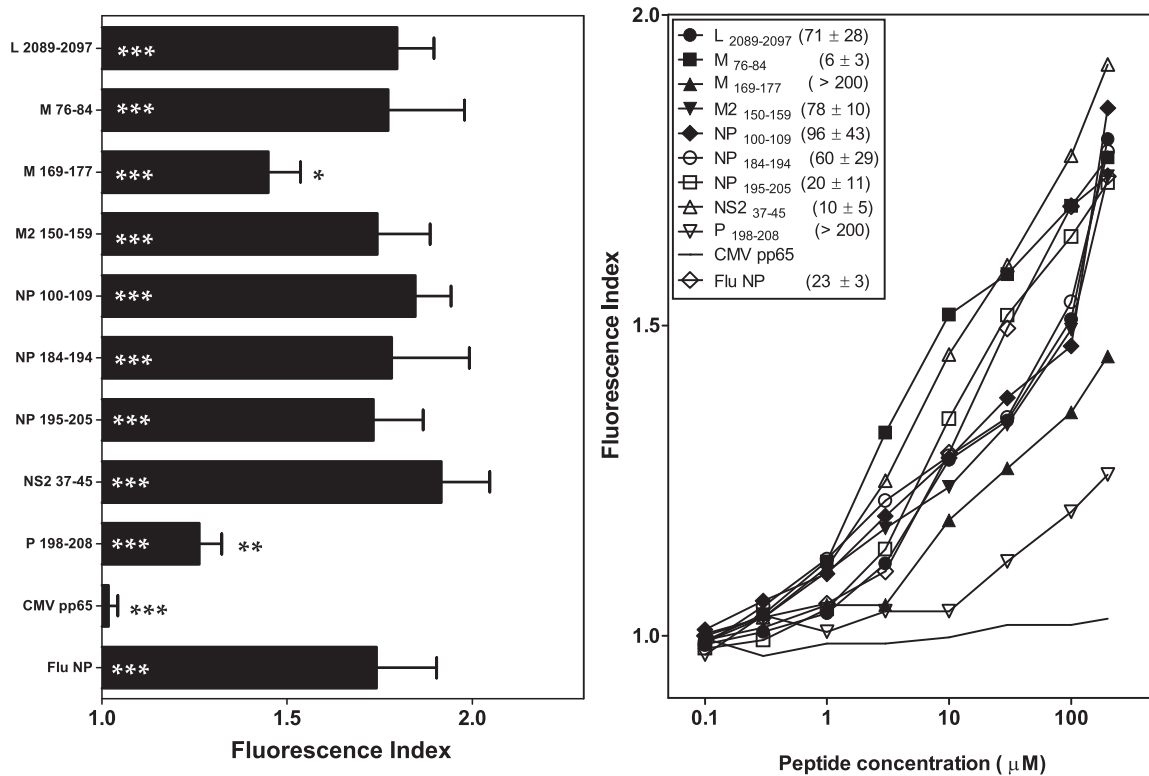 L 2089-2097 ***
M 76-84 ***
M 169-177 *** *
M2 150-159 ***
NP 100-109 ***
NP 184-194 ***
NP 195-205 ***
NS2 37-45 ***
P 198-208 *** **
CMV pp65 ***
Flu NP ***
1.0 1.5 2.0
Fluorescence Index
2.0
1.5
1.0
Fluorescence Index
L 2089-2097 (71 ± 28)
M 76-84 (6 ± 3)
M 169-177 ( > 200)
M2 150-159 (78 ± 10)
NP 100-109 (96 ± 43)
NP 184-194 (60 ± 29)
NP 195-205 (20 ± 11)
NS2 37-45 (10 ± 5)
P 198-208 (> 200)
CMV pp65
Flu NP (23 ± 3)
0.1 1 10 100
Peptide concentration ( μM)